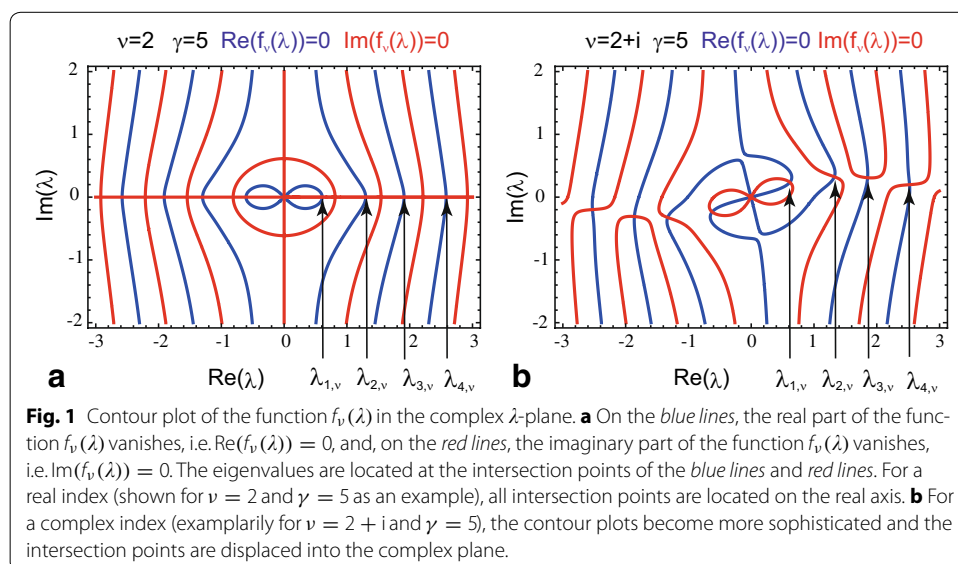 ν=2 γ=5 Re(fᵥ(λ))=0 Im(fᵥ(λ))=0
2
1
0
-1
-2
Im(λ)
-3 -2 -1 0 1 2 3
a Re(λ) λ1,ν λ2,ν λ3,ν λ4,ν
ν=2+i γ=5 Re(fᵥ(λ))=0 Im(fᵥ(λ))=0
2
1
0
-1
-2
Im(λ)
-3 -2 -1 0 1 2 3
b Re(λ) λ1,ν λ2,ν λ3,ν λ4,ν
Fig. 1 Contour plot of the function fν(λ) in the complex λ-plane. a On the blue lines, the real part of the func-
tion fν(λ) vanishes, i.e. Re(fν(λ)) = 0, and, on the red lines, the imaginary part of the function fν(λ) vanishes,
i.e. Im(fν(λ)) = 0. The eigenvalues are located at the intersection points of the blue lines and red lines. For a
real index (shown for ν = 2 and γ = 5 as an example), all intersection points are located on the real axis. b For
a complex index (examplarily for ν = 2 + i and γ = 5), the contour plots become more sophisticated and the
intersection points are displaced into the complex plane.